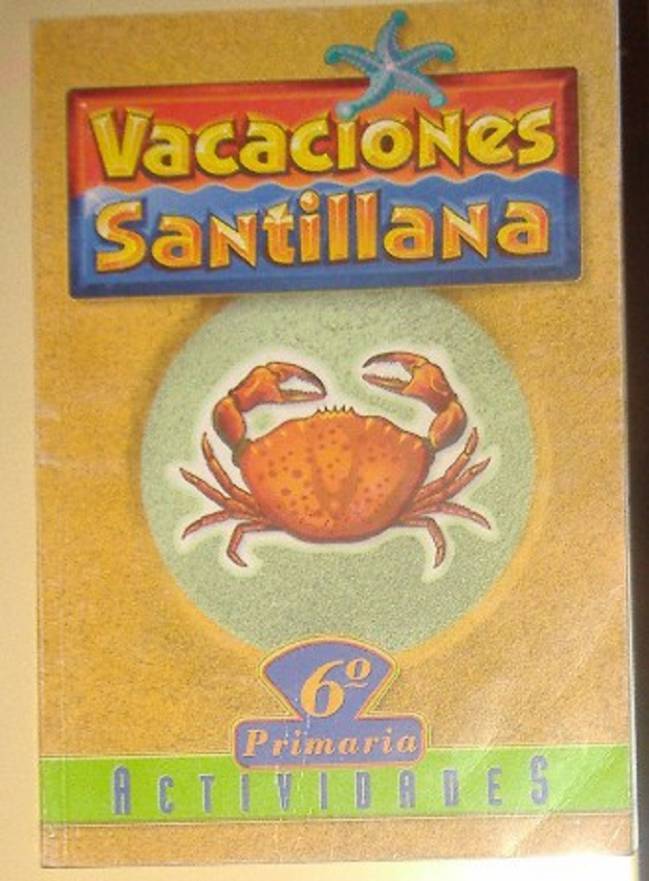 Vacaciones
Santillana
6º
Primaria
ACTIVIDADES